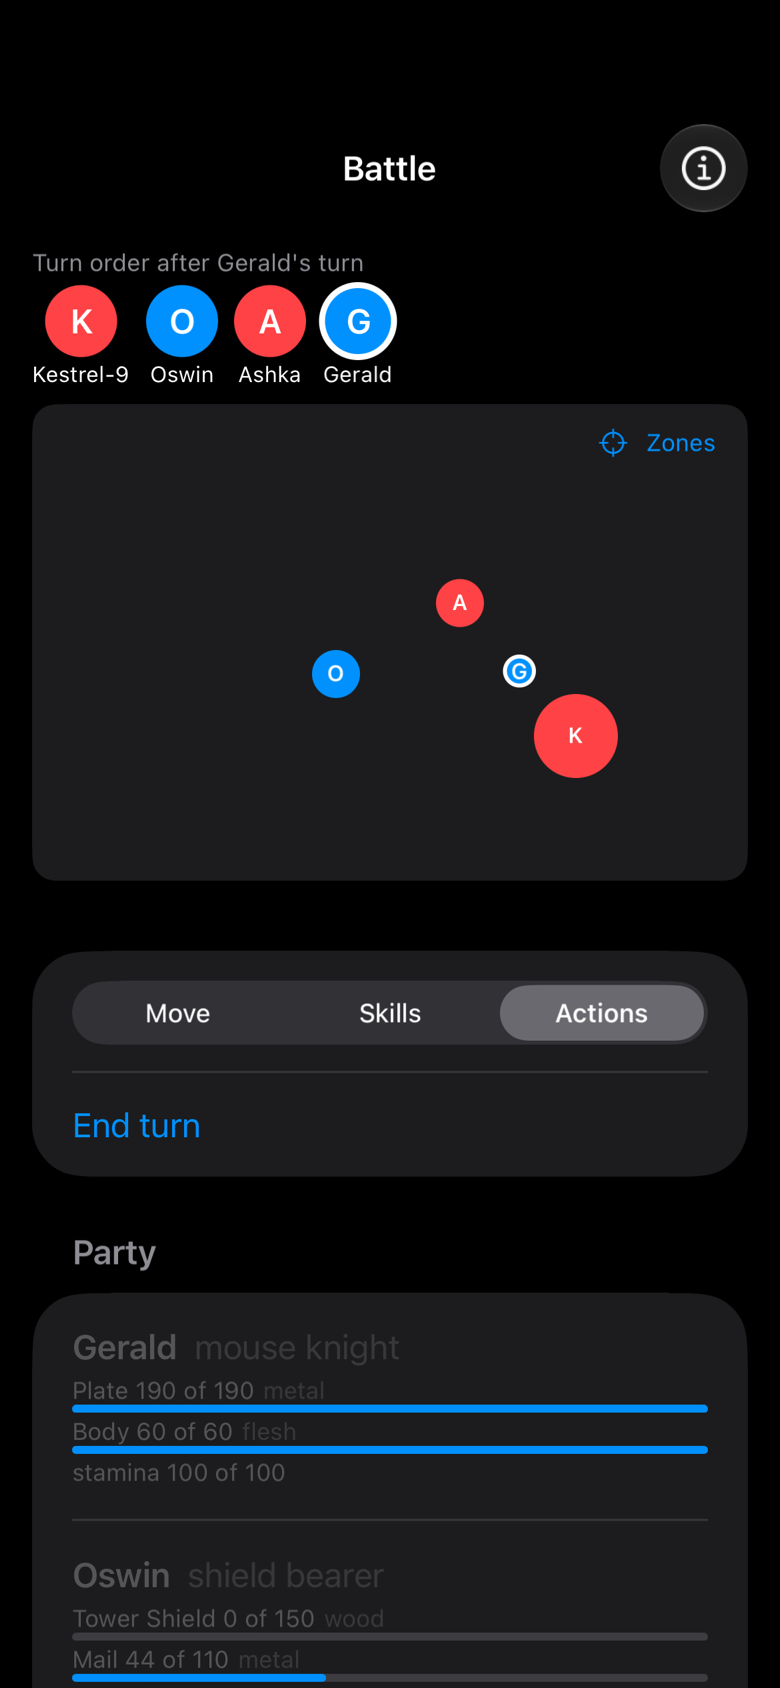 Battle
Turn order after Gerald's turn
K O A G
Kestrel-9 Oswin Ashka Gerald
Zones
A
O
G
K
Move Skills Actions
End turn
Party
Gerald mouse knight
Plate 190 of 190 metal
Body 60 of 60 flesh
stamina 100 of 100
Oswin shield bearer
Tower Shield 0 of 150 wood
Mail 44 of 110 metal